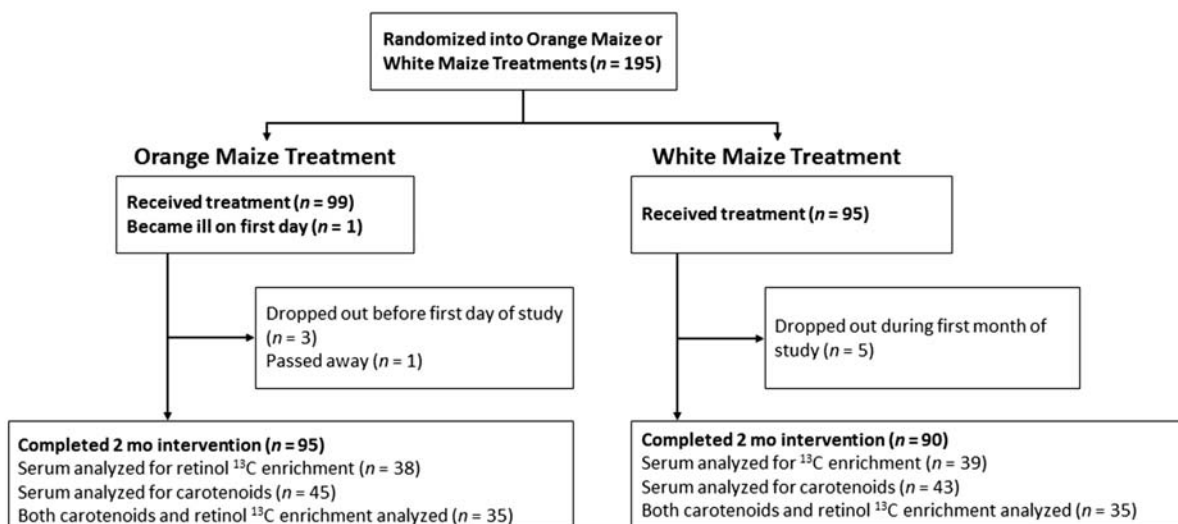 Randomized into Orange Maize or
White Maize Treatments (n = 195)
Orange Maize Treatment
Received treatment (n = 99)
Became ill on first day (n = 1)
Dropped out before first day of study
(n = 3)
Passed away (n = 1)
Completed 2 mo intervention (n = 95)
Serum analyzed for retinol ¹³C enrichment (n = 38)
Serum analyzed for carotenoids (n = 45)
Both carotenoids and retinol ¹³C enrichment analyzed (n = 35)
White Maize Treatment
Received treatment (n = 95)
Dropped out during first month of
study (n = 5)
Completed 2 mo intervention (n = 90)
Serum analyzed for ¹³C enrichment (n = 39)
Serum analyzed for carotenoids (n = 43)
Both carotenoids and retinol ¹³C enrichment analyzed (n = 35)